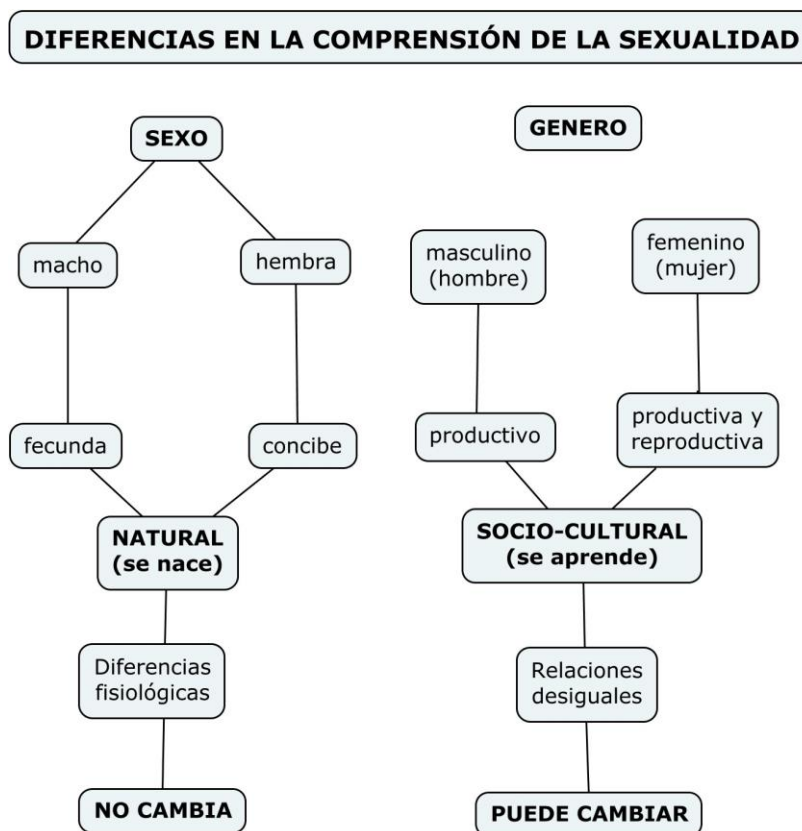 DIFERENCIAS EN LA COMPRENSIÓN DE LA SEXUALIDAD
SEXO
macho
hembra
fecunda
concibe
NATURAL
(se nace)
Diferencias
fisiológicas
NO CAMBIA
GENERO
masculino
(hombre)
femenino
(mujer)
productivo
productiva y
reproductiva
SOCIO-CULTURAL
(se aprende)
Relaciones
desiguales
PUEDE CAMBIAR